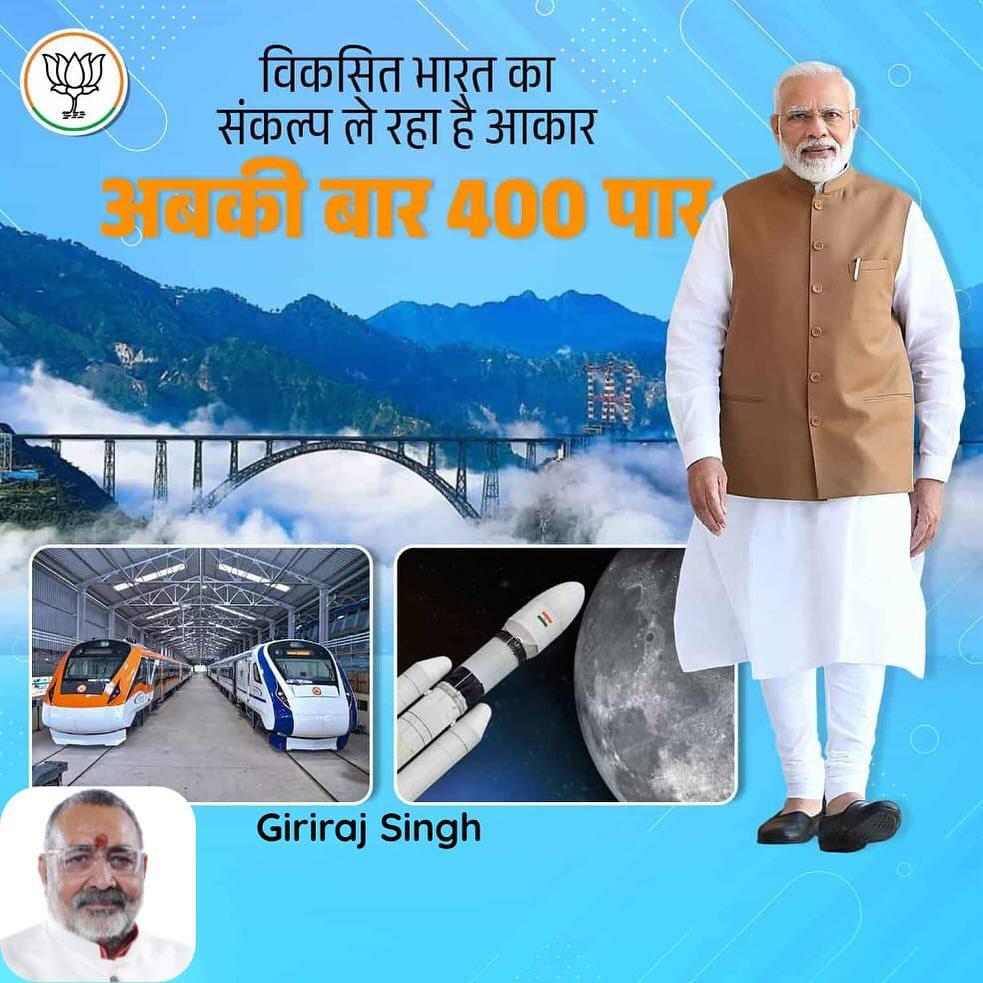 विकसित भारत का
संकल्प ले रहा है आकार
अबकी बार 400 पार
Giriraj Singh